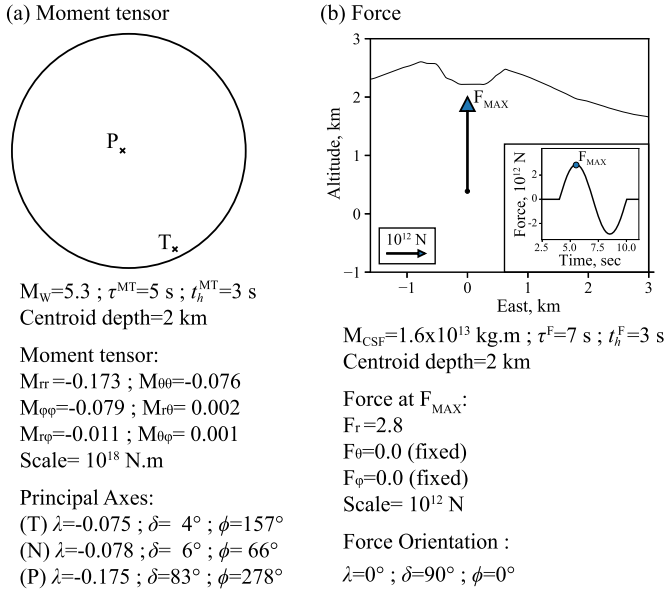 (a) Moment tensor
P
T
M_W=5.3 ; τ^MT=5 s ; t_h^MT=3 s
Centroid depth=2 km
Moment tensor:
Mrr =-0.173 ; Mθθ=-0.076
Mφφ=-0.079 ; Mrθ= 0.002
Mrφ=-0.011 ; Mθφ= 0.001
Scale= 10^18 N.m
Principal Axes:
(T) λ=-0.075 ; δ= 4° ; ϕ=157°
(N) λ=-0.078 ; δ= 6° ; ϕ= 66°
(P) λ=-0.175 ; δ=83° ; ϕ=278°
(b) Force
3
2
1
0
−1
Altitude, km
F_MAX
10^12 N
Force, 10^12 N
2
0
-2
F_MAX
2.5 5.0 7.5 10.0
Time, sec
−1 0 1 2 3
East, km
M_CSF=1.6x10^13 kg.m ; τ^F=7 s ; t_h^F=3 s
Centroid depth=2 km
Force at F_MAX:
Fr =2.8
Fθ=0.0 (fixed)
Fφ=0.0 (fixed)
Scale= 10^12 N
Force Orientation :
λ=0° ; δ=90° ; ϕ=0°